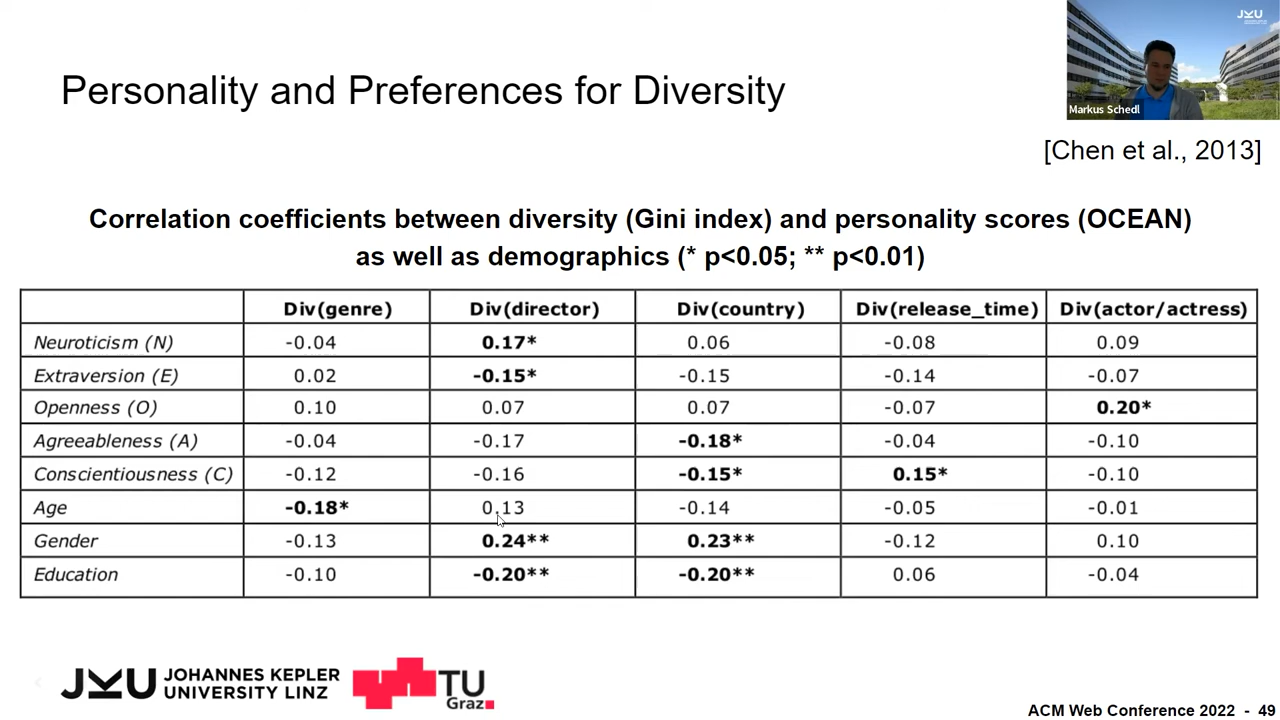 JKU
Markus Schedl
Personality and Preferences for Diversity
[Chen et al., 2013]
Correlation coefficients between diversity (Gini index) and personality scores (OCEAN)
as well as demographics (* p<0.05; ** p<0.01)
Div(genre) Div(director) Div(country) Div(release_time) Div(actor/actress)
Neuroticism (N) -0.04 0.17* 0.06 -0.08 0.09
Extraversion (E) 0.02 -0.15* -0.15 -0.14 -0.07
Openness (O) 0.10 0.07 0.07 -0.07 0.20*
Agreeableness (A) -0.04 -0.17 -0.18* -0.04 -0.10
Conscientiousness (C) -0.12 -0.16 -0.15* 0.15* -0.10
Age -0.18* 0.13 -0.14 -0.05 -0.01
Gender -0.13 0.24** 0.23** -0.12 0.10
Education -0.10 -0.20** -0.20** 0.06 -0.04
JKU JOHANNES KEPLER
UNIVERSITY LINZ
TU
Graz
ACM Web Conference 2022 - 49